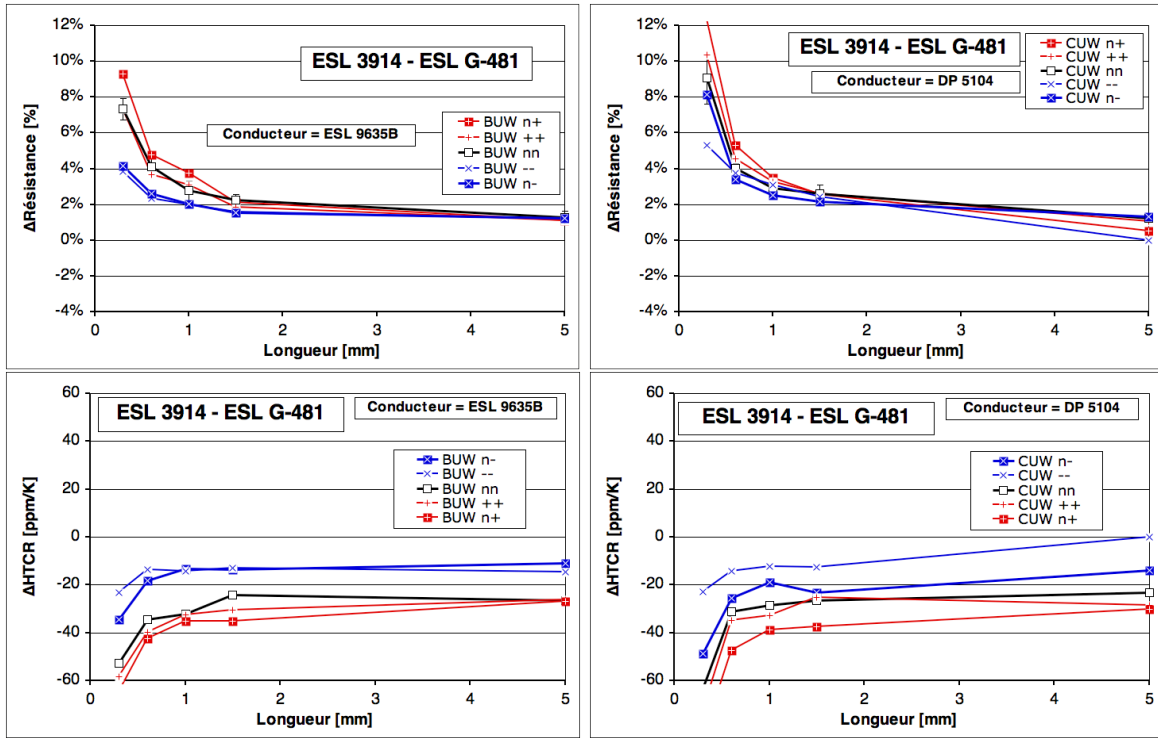 12%
10%
8%
6%
4%
2%
0%
-2%
-4%
ΔRésistance [%]
ESL 3914 - ESL G-481
Conducteur = ESL 9635B
BUW n+
BUW ++
BUW nn
BUW --
BUW n-
0 1 2 3 4 5
Longueur [mm]
12%
10%
8%
6%
4%
2%
0%
-2%
-4%
ΔRésistance [%]
ESL 3914 - ESL G-481
Conducteur = DP 5104
CUW n+
CUW ++
CUW nn
CUW --
CUW n-
0 1 2 3 4 5
Longueur [mm]
60
40
20
0
-20
-40
-60
ΔHTCR [ppm/K]
ESL 3914 - ESL G-481
Conducteur = ESL 9635B
BUW n-
BUW --
BUW nn
BUW ++
BUW n+
0 1 2 3 4 5
Longueur [mm]
60
40
20
0
-20
-40
-60
ΔHTCR [ppm/K]
ESL 3914 - ESL G-481
Conducteur = DP 5104
CUW n-
CUW --
CUW nn
CUW ++
CUW n+
0 1 2 3 4 5
Longueur [mm]